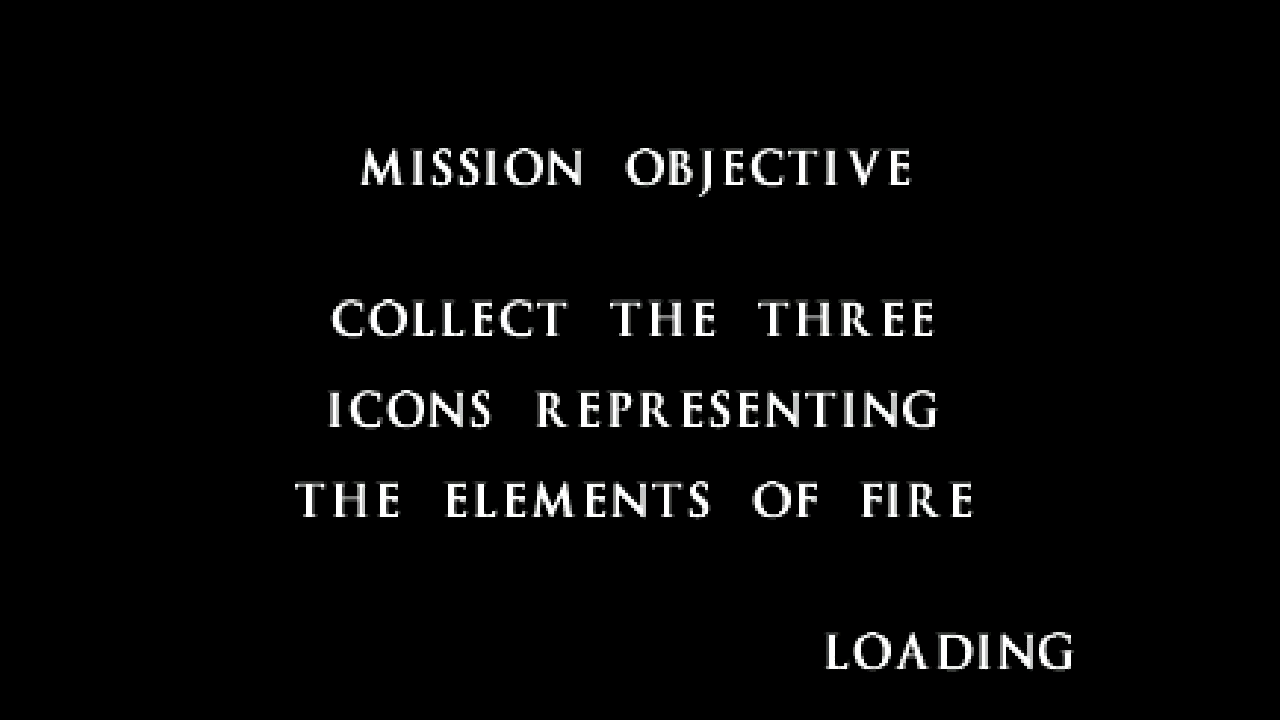 MISSION OBJECTIVE
COLLECT THE THREE
ICONS REPRESENTING
THE ELEMENTS OF FIRE
LOADING